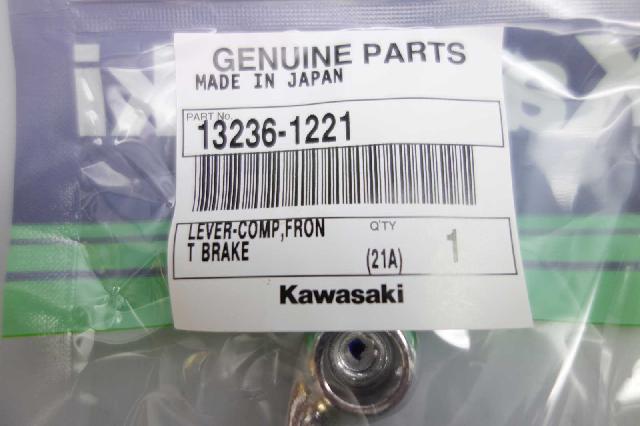 GENUINE PARTS
MADE IN JAPAN
PART No.
13236-1221
LEVER-COMP,FRON
T BRAKE
Q'TY
(21A)
1
Kawasaki